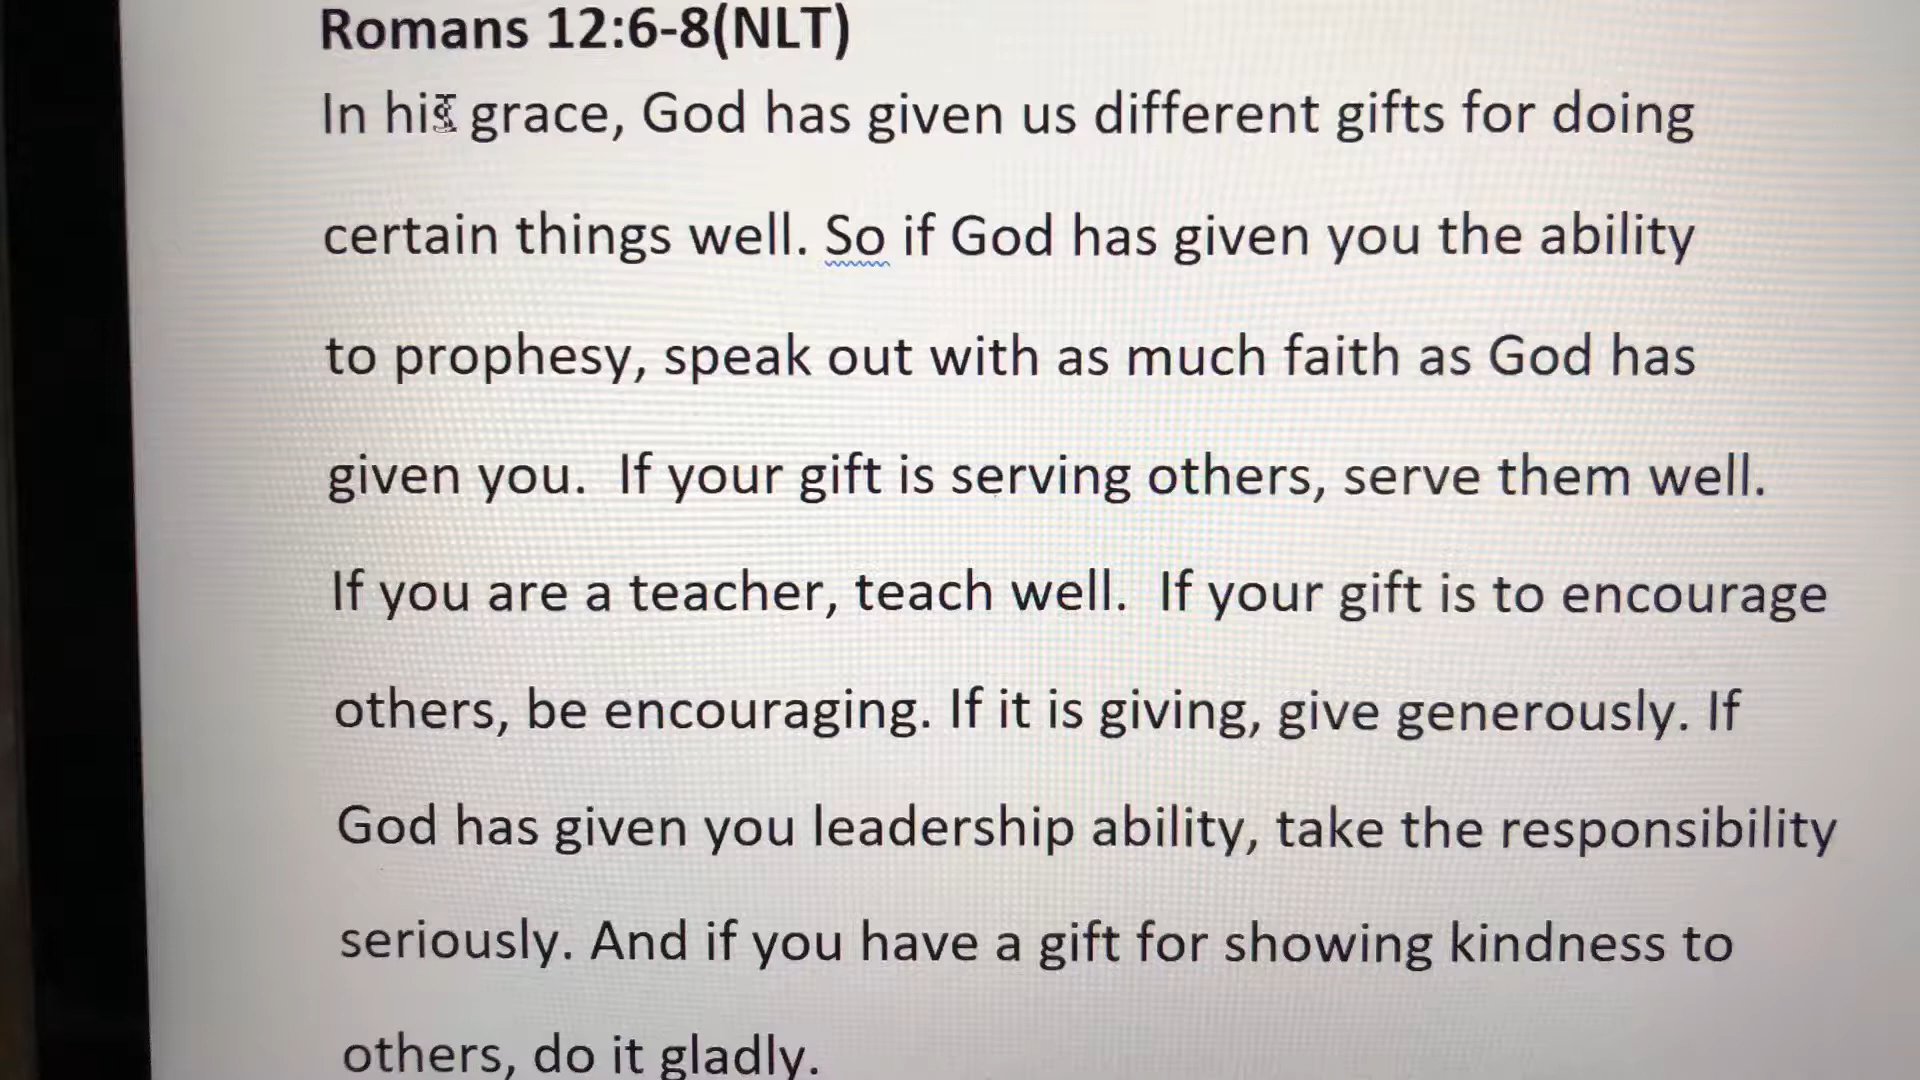 Romans 12:6-8(NLT)
In his grace, God has given us different gifts for doing
certain things well. So if God has given you the ability
to prophesy, speak out with as much faith as God has
given you.  If your gift is serving others, serve them well.
If you are a teacher, teach well.  If your gift is to encourage
others, be encouraging. If it is giving, give generously. If
God has given you leadership ability, take the responsibility
seriously. And if you have a gift for showing kindness to
others, do it gladly.